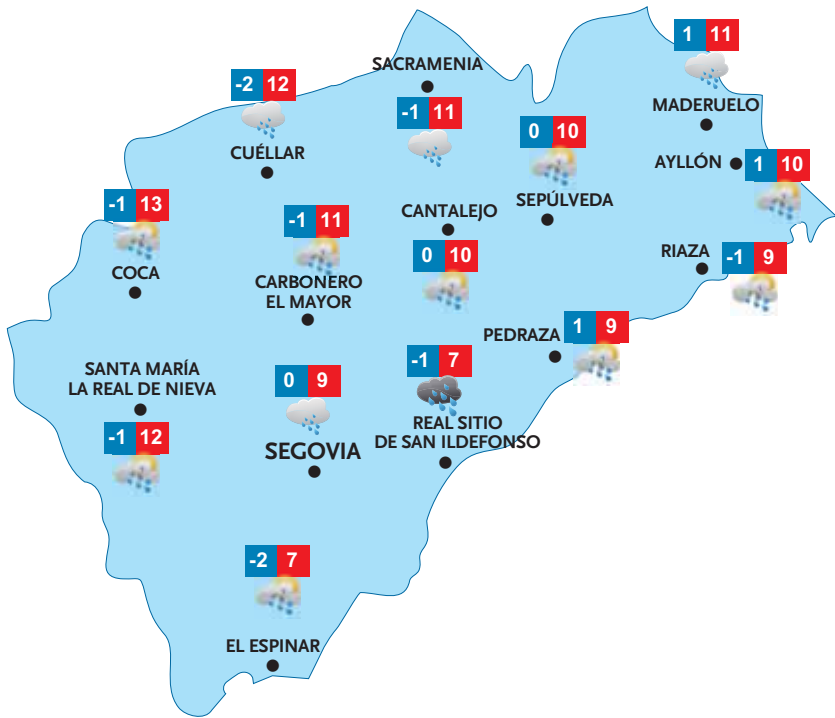 1 11
MADERUELO
SACRAMENIA
-1 11
-2 12
CUÉLLAR
0 10
SEPÚLVEDA
AYLLÓN
1 10
-1 13
COCA
-1 11
CARBONERO
EL MAYOR
CANTALEJO
0 10
RIAZA
-1 9
PEDRAZA
1 9
SANTA MARÍA
LA REAL DE NIEVA
-1 12
0 9
SEGOVIA
-1 7
REAL SITIO
DE SAN ILDEFONSO
-2 7
EL ESPINAR